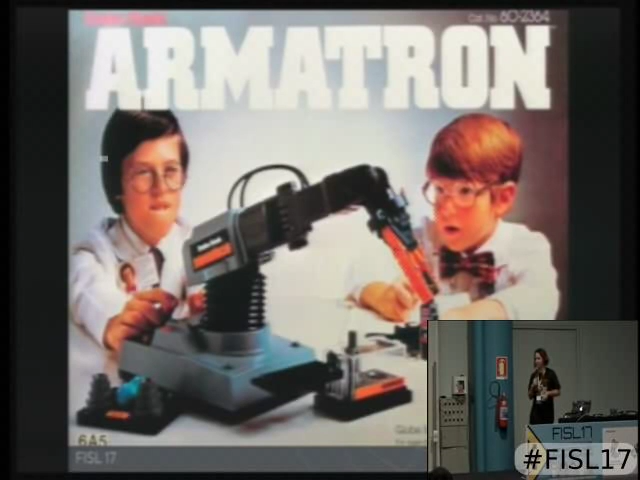 Cat. No. 60-2364
ARMATRON
6A5
FISL 17
FISL17
#FISL17